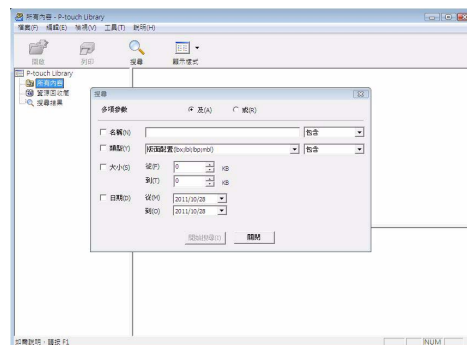 所有內容 - P-touch Library
檔案(F) 編輯(E) 檢視(V) 工具(T) 說明(H)
開啟 列印 搜尋 顯示樣式
P-touch Library
所有內容
資源回收筒
搜尋結果
搜尋
多項參數 及(A) 或(R)
名稱(N) 包含
類型(Y) 版面配置(lbx;lbl;lbp;mbl) 包含
大小(S) 從(F) 0 KB
到(T) 0 KB
日期(D) 從(M) 2011/10/28
到(O) 2011/10/28
開始搜尋(I) 關閉
如需說明，請按 F1 NUM